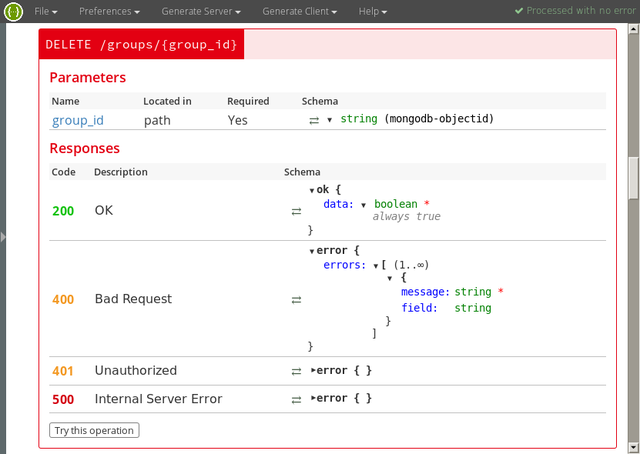 File Preferences Generate Server Generate Client Help ✔ Processed with no error
DELETE /groups/{group_id}
Parameters
Name Located in Required Schema
group_id path Yes ⇄ ▼ string (mongodb-objectid)
Responses
Code Description Schema
▼ok {
data: ▼ boolean *
always true
200 OK ⇄
}
▼error {
errors: ▼[ (1..∞)
▼ {
message: string *
400 Bad Request ⇄
field: string
}
]
}
401 Unauthorized ⇄ ▶error { }
500 Internal Server Error ⇄ ▶error { }
Try this operation